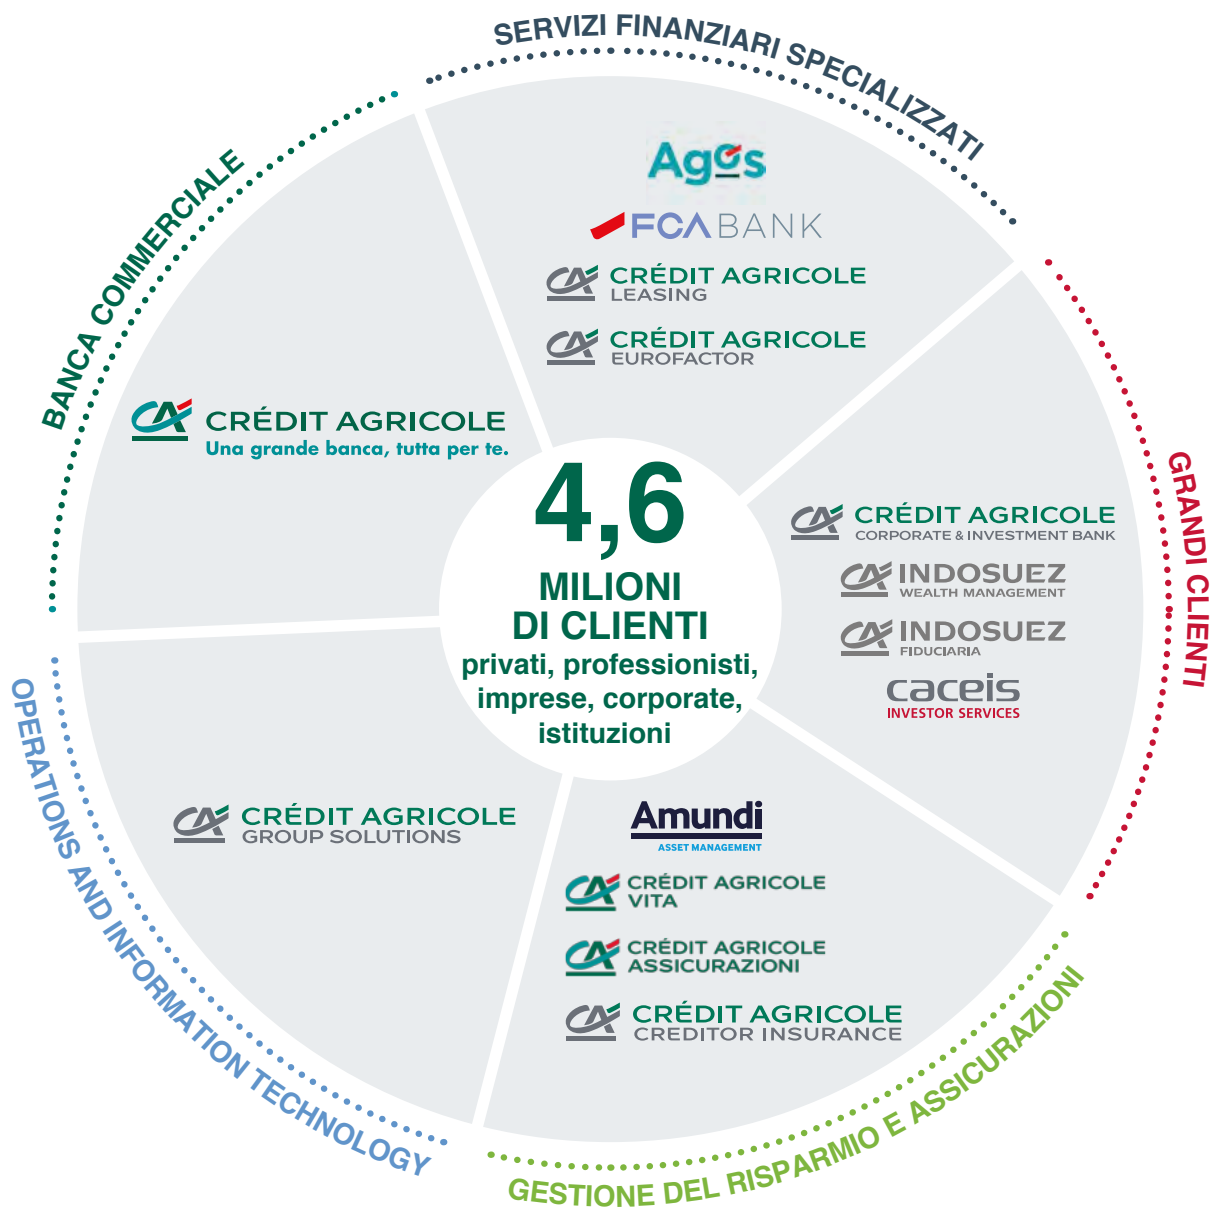 SERVIZI FINANZIARI SPECIALIZZATI
Agos
FCA BANK
CRÉDIT AGRICOLE
LEASING
CRÉDIT AGRICOLE
EUROFACTOR
BANCA COMMERCIALE
CRÉDIT AGRICOLE
Una grande banca, tutta per te.
4,6
MILIONI
DI CLIENTI
privati, professionisti,
imprese, corporate,
istituzioni
GRANDI CLIENTI
CRÉDIT AGRICOLE
CORPORATE & INVESTMENT BANK
INDOSUEZ
WEALTH MANAGEMENT
INDOSUEZ
FIDUCIARIA
caceis
INVESTOR SERVICES
OPERATIONS AND INFORMATION TECHNOLOGY
CRÉDIT AGRICOLE
GROUP SOLUTIONS
Amundi
ASSET MANAGEMENT
CRÉDIT AGRICOLE
VITA
CRÉDIT AGRICOLE
ASSICURAZIONI
CRÉDIT AGRICOLE
CREDITOR INSURANCE
GESTIONE DEL RISPARMIO E ASSICURAZIONI